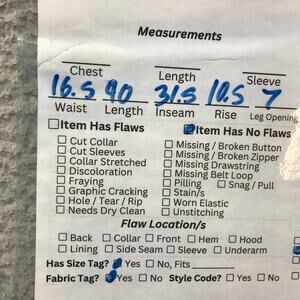 Measurements
Chest Length Sleeve
16.5 40 31.5 10.5 7
Waist Length Inseam Rise Leg Opening
Item Has Flaws Item Has No Flaws
Cut Collar Missing / Broken Button
Cut Sleeves Missing / Broken Zipper
Collar Stretched Missing Drawstring
Discoloration Missing Belt Loop
Fraying Pilling Snag / Pull
Graphic Cracking Stain/s
Hole / Tear / Rip Worn Elastic
Needs Dry Clean Unstitching
Flaw Location/s
Back Collar Front Hem Hood
Lining Side Seam Sleeve Underarm
Has Size Tag? Yes No, Fits
Fabric Tag? Yes No Style Code? Yes No